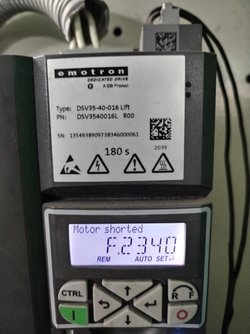 emotron
DEDICATED DRIVE
A CG Product
Type: DSV35-40-016 Lift
PN: DSV3540016L R00
SN: 1354938909738346000061
180 s
2039
Motor shorted
F.2340
REM AUTO SET
CTRL
R F